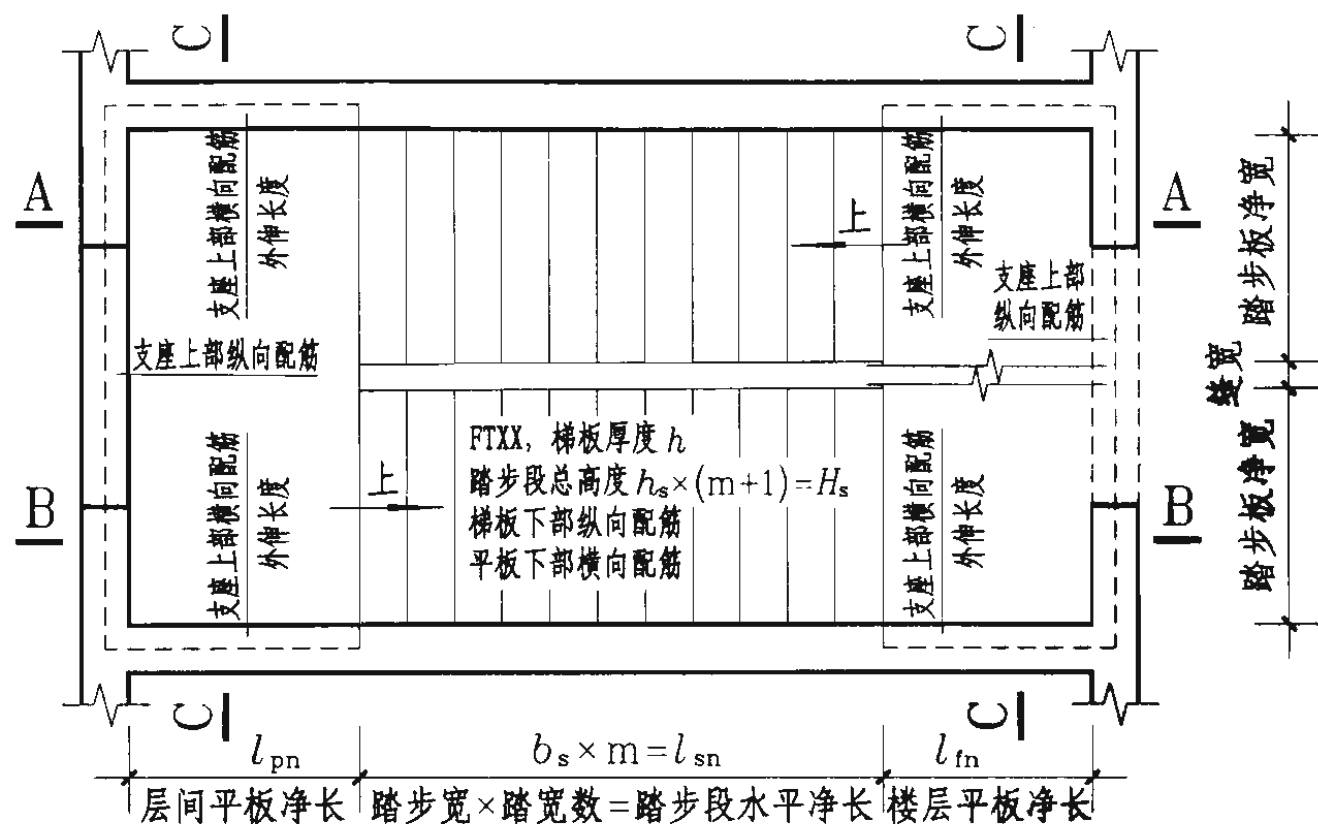 C
C
A
A
支座上部横向配筋
外伸长度
支座上部横向配筋
外伸长度
上
支座上部
纵向配筋
踏步板净宽
支座上部纵向配筋
缝宽
FTXX, 梯板厚度 h
踏步段总高度 hₛ×(m+1)=Hₛ
梯板下部纵向配筋
平板下部横向配筋
上
支座上部横向配筋
外伸长度
支座上部横向配筋
外伸长度
B
B
踏步板净宽
C
C
lpn
bₛ×m=lsn
lfn
层间平板净长
踏步宽×踏宽数=踏步段水平净长
楼层平板净长